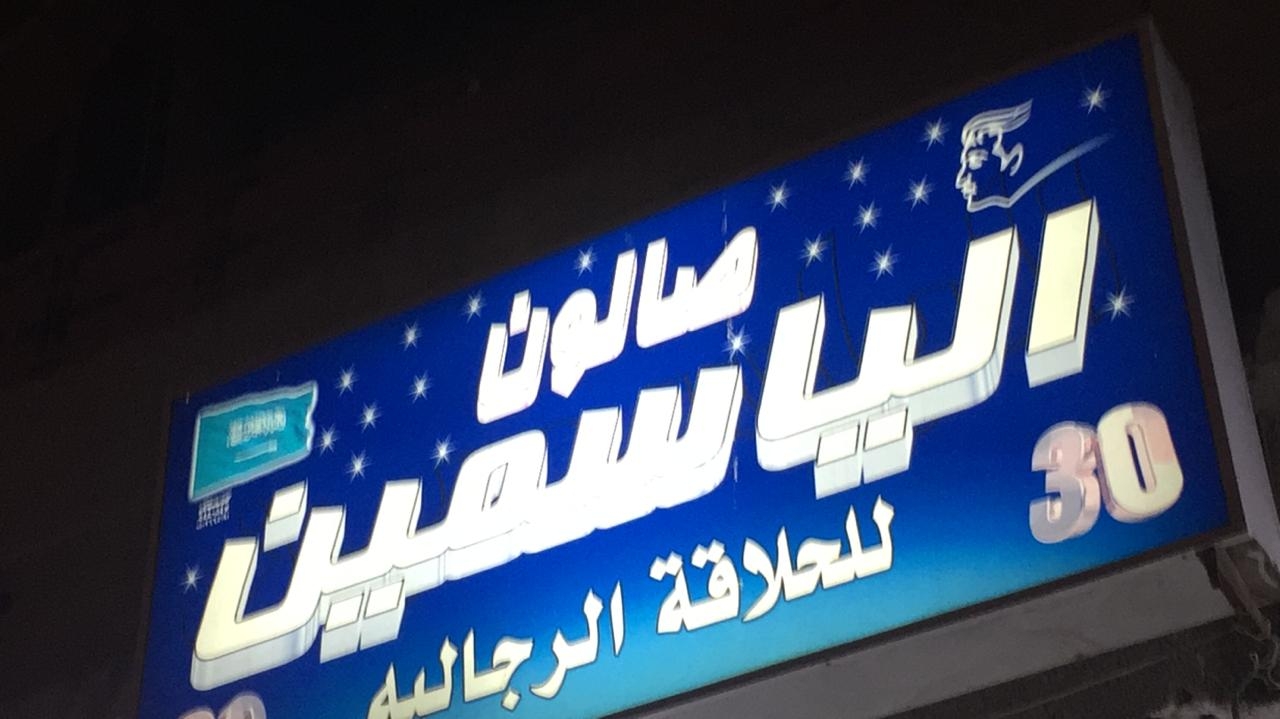 صالون
الياسمين
للحلاقة الرجاليه
30